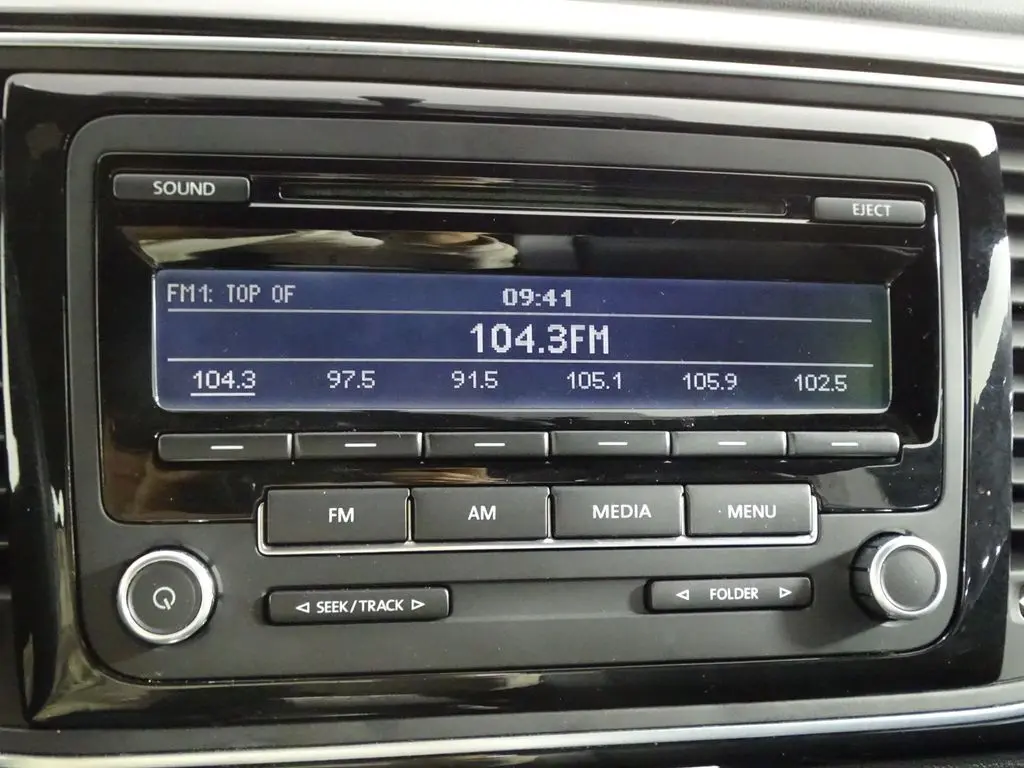 SOUND
EJECT
FM1: TOP OF 09:41
104.3FM
104.3 97.5 91.5 105.1 105.9 102.5
FM AM MEDIA MENU
SEEK/TRACK FOLDER